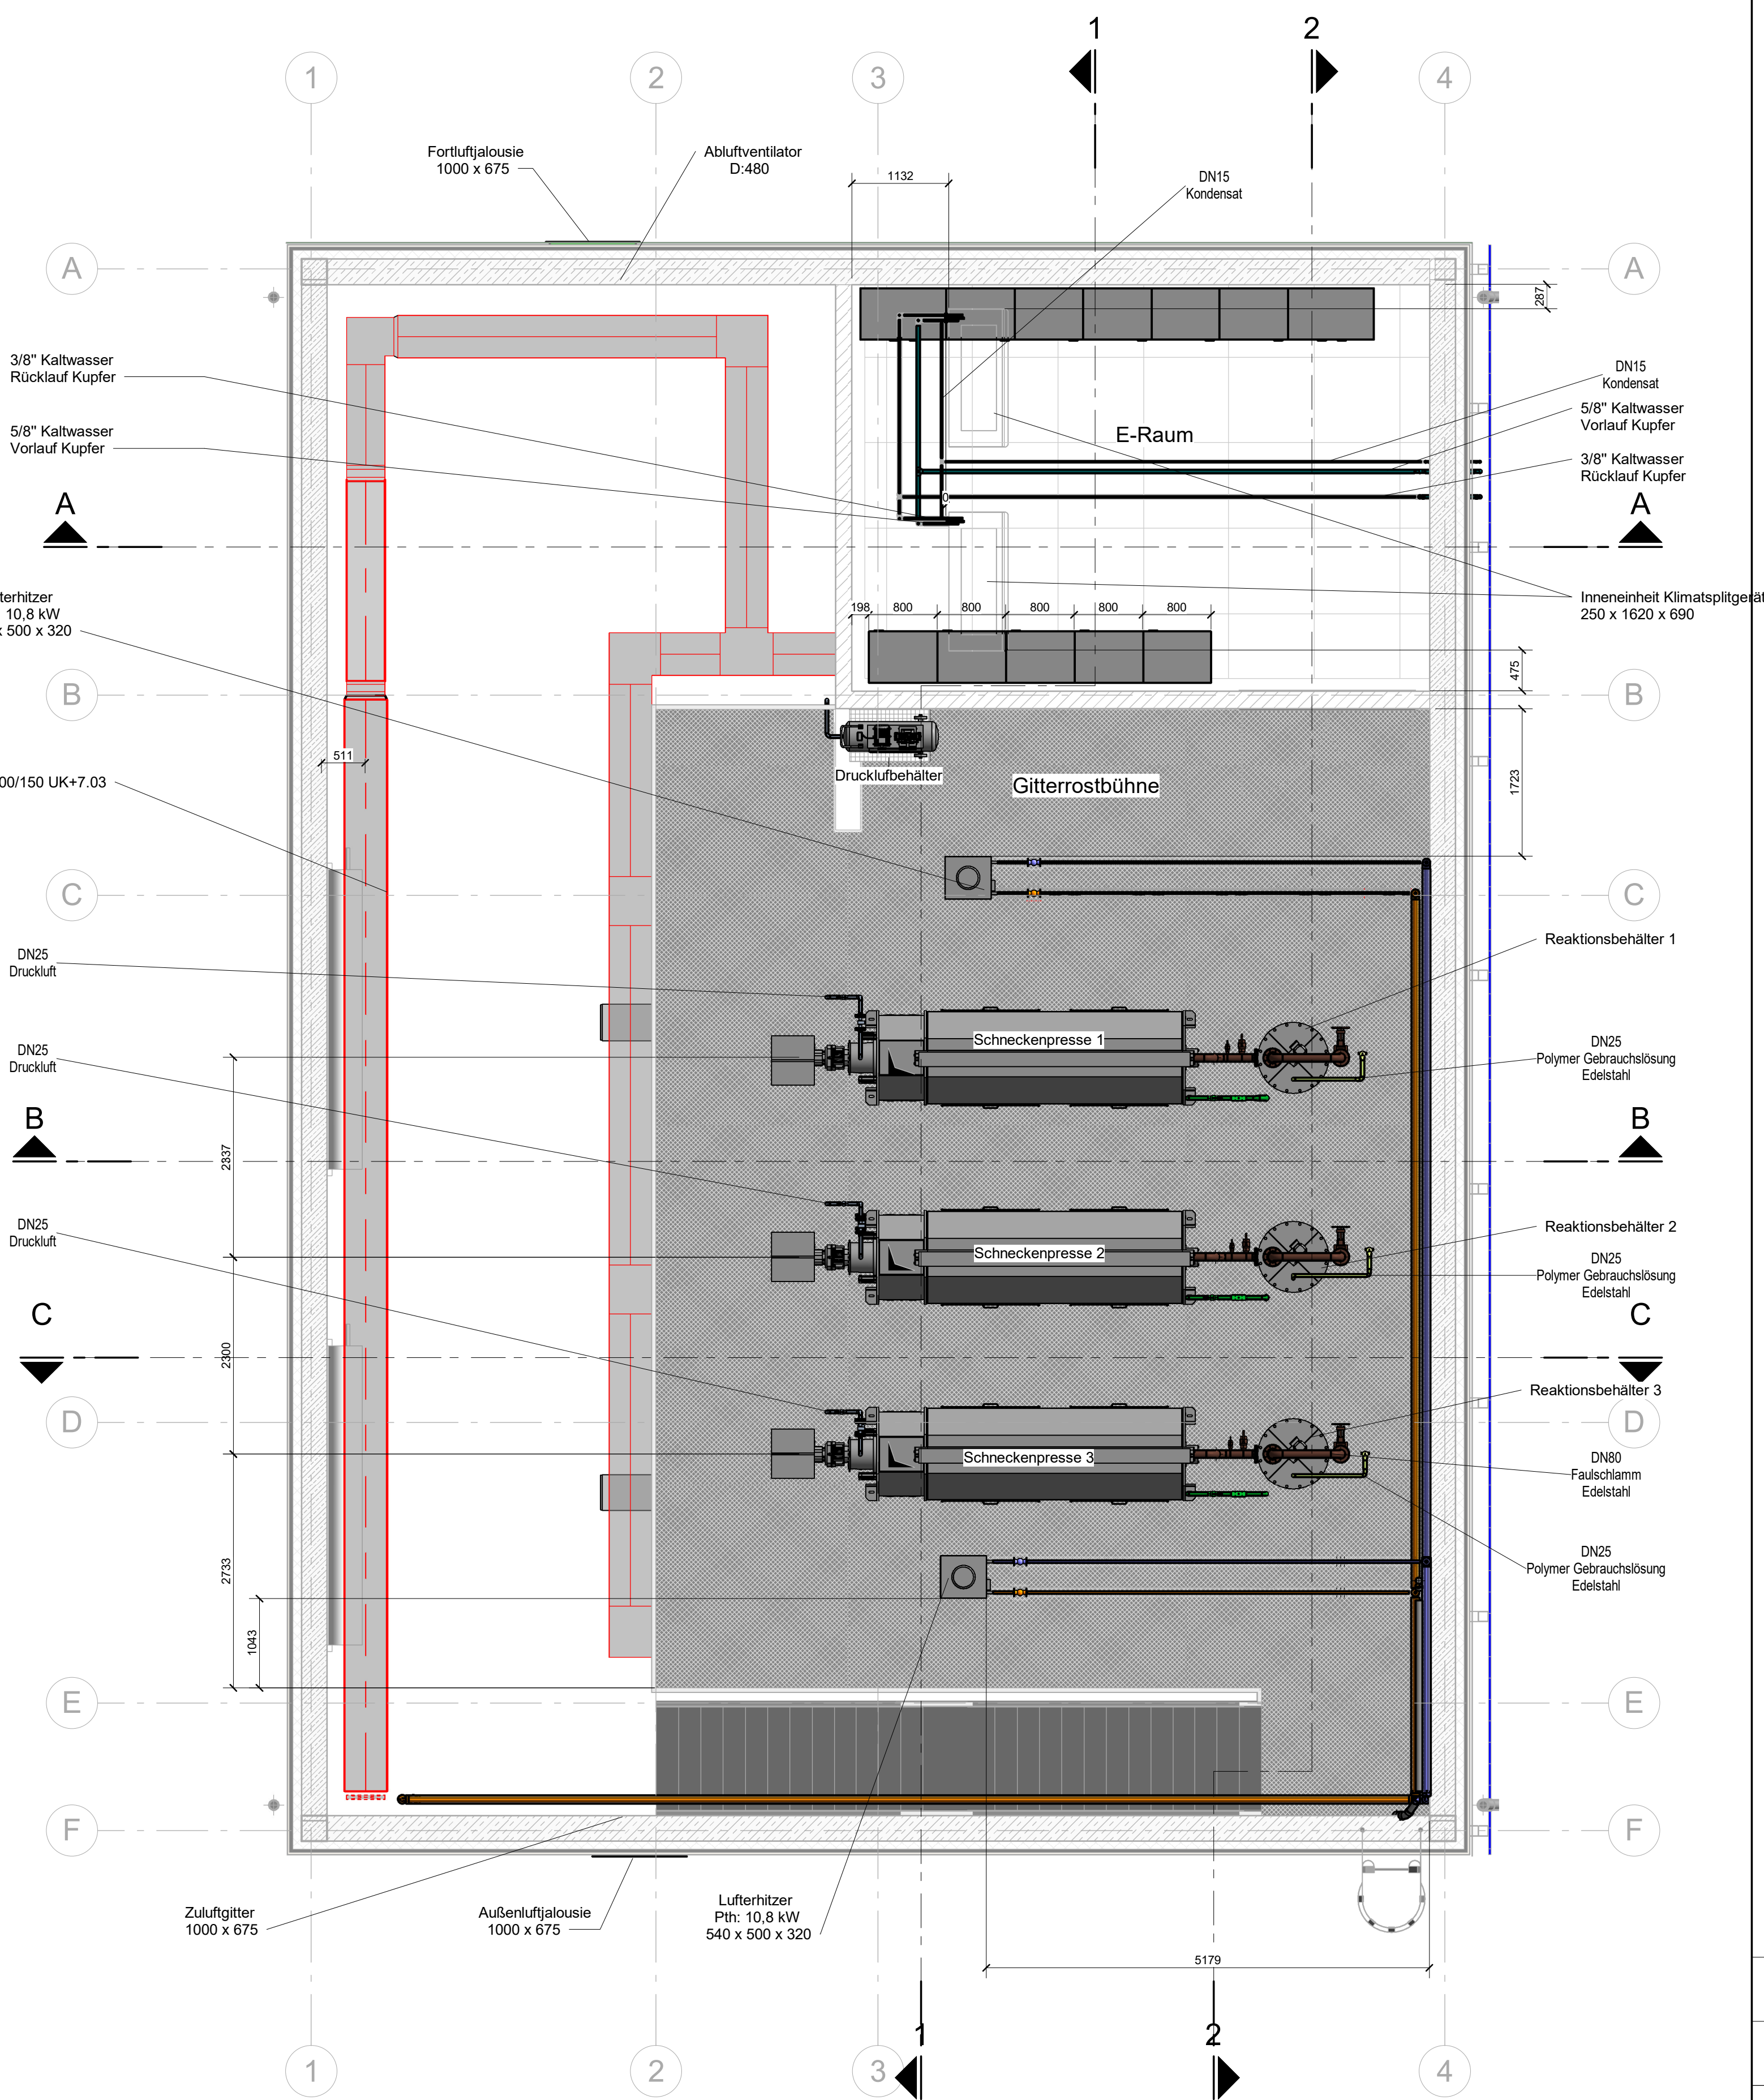 1
2
1
2
3
4
Fortluftjalousie
1000 x 675
Abluftventilator
D:480
1132
DN15
Kondensat
A
A
287
3/8" Kaltwasser
Rücklauf Kupfer
5/8" Kaltwasser
Vorlauf Kupfer
E-Raum
DN15
Kondensat
5/8" Kaltwasser
Vorlauf Kupfer
3/8" Kaltwasser
Rücklauf Kupfer
0
A
A
terhitzer
10,8 kW
x 500 x 320
198
800
800
800
800
800
Inneneinheit Klimatsplitgerät
250 x 1620 x 690
475
B
B
511
00/150 UK+7.03
Drucklufbehälter
Gitterrostbühne
1723
C
C
DN25
Druckluft
Reaktionsbehälter 1
Schneckenpresse 1
DN25
Druckluft
DN25
Polymer Gebrauchslösung
Edelstahl
B
B
2337
DN25
Druckluft
Schneckenpresse 2
Reaktionsbehälter 2
DN25
Polymer Gebrauchslösung
Edelstahl
C
C
2300
D
D
Reaktionsbehälter 3
Schneckenpresse 3
DN80
Faulschlamm
Edelstahl
2733
DN25
Polymer Gebrauchslösung
Edelstahl
1043
E
E
F
F
Zuluftgitter
1000 x 675
Außenluftjalousie
1000 x 675
Lufterhitzer
Pth: 10,8 kW
540 x 500 x 320
5179
1
2
1
2
3
4